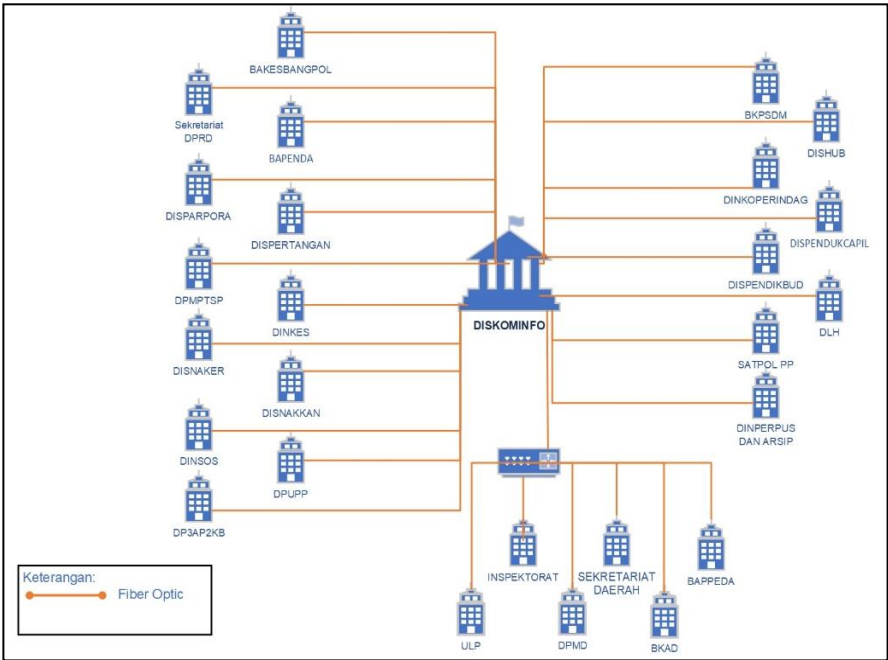 BAKESBANGPOL
Sekretariat
DPRD
BAPENDA
DISPARPORA
DISPERTANGAN
DPMPTSP
DINKES
DISNAKER
DISNAKKAN
DINSOS
DPUPP
DP3AP2KB
DISKOMINFO
BKPSDM
DISHUB
DINKOPERINDAG
DISPENDUKCAPIL
DISPENDIKBUD
DLH
SATPOL PP
DINPERPUS
DAN ARSIP
INSPEKTORAT
SEKRETARIAT
DAERAH
BAPPEDA
ULP
DPMD
BKAD
Keterangan:
Fiber Optic